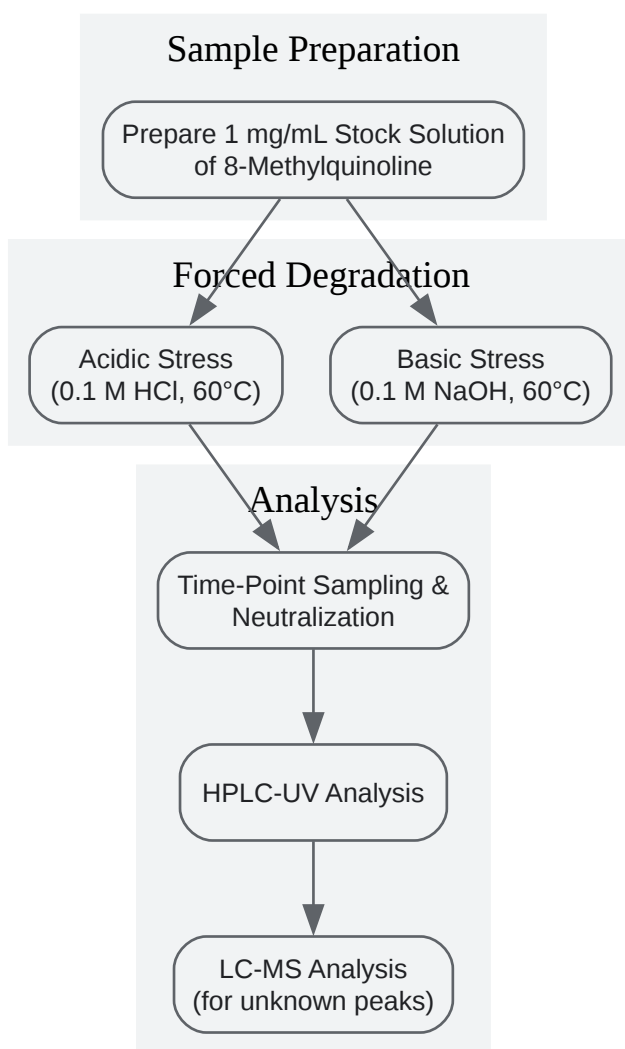 Sample Preparation
Prepare 1 mg/mL Stock Solution
of 8-Methylquinoline
Forced Degradation
Acidic Stress
(0.1 M HCl, 60°C)
Basic Stress
(0.1 M NaOH, 60°C)
Analysis
Time-Point Sampling &
Neutralization
HPLC-UV Analysis
LC-MS Analysis
(for unknown peaks)